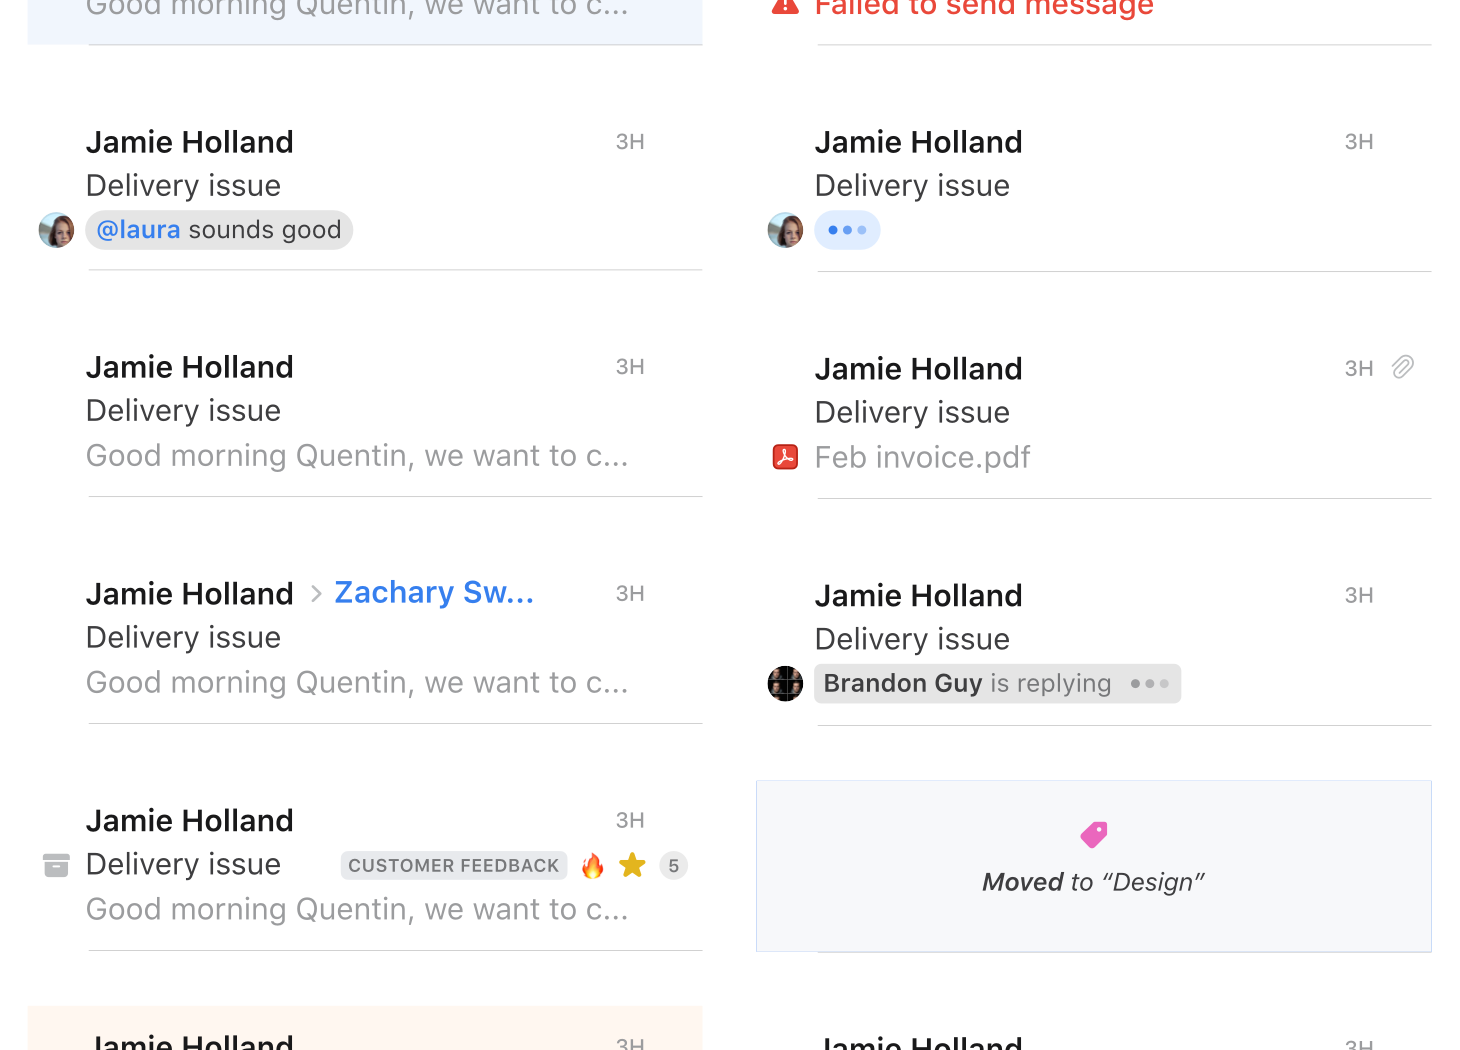 Good morning Quentin, we want to c...
Jamie Holland 3H
Delivery issue
@laura sounds good
Jamie Holland 3H
Delivery issue
Good morning Quentin, we want to c...
Jamie Holland > Zachary Sw... 3H
Delivery issue
Good morning Quentin, we want to c...
Jamie Holland 3H
Delivery issue CUSTOMER FEEDBACK 5
Good morning Quentin, we want to c...
Jamie Holland 3H
Failed to send message
Jamie Holland 3H
Delivery issue
Jamie Holland 3H
Delivery issue
Feb invoice.pdf
Jamie Holland 3H
Delivery issue
Brandon Guy is replying
Moved to “Design”
Jamie Holland 3H